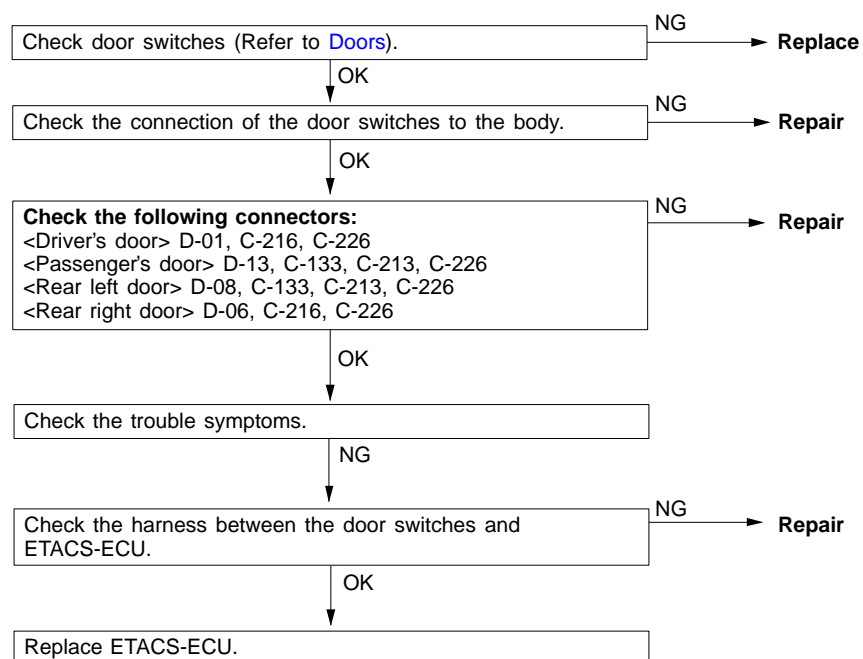 Check door switches (Refer to Doors).
NG
Replace
OK
Check the connection of the door switches to the body.
NG
Repair
OK
Check the following connectors:
<Driver's door> D-01, C-216, C-226
<Passenger's door> D-13, C-133, C-213, C-226
<Rear left door> D-08, C-133, C-213, C-226
<Rear right door> D-06, C-216, C-226
NG
Repair
OK
Check the trouble symptoms.
NG
Check the harness between the door switches and
ETACS-ECU.
NG
Repair
OK
Replace ETACS-ECU.